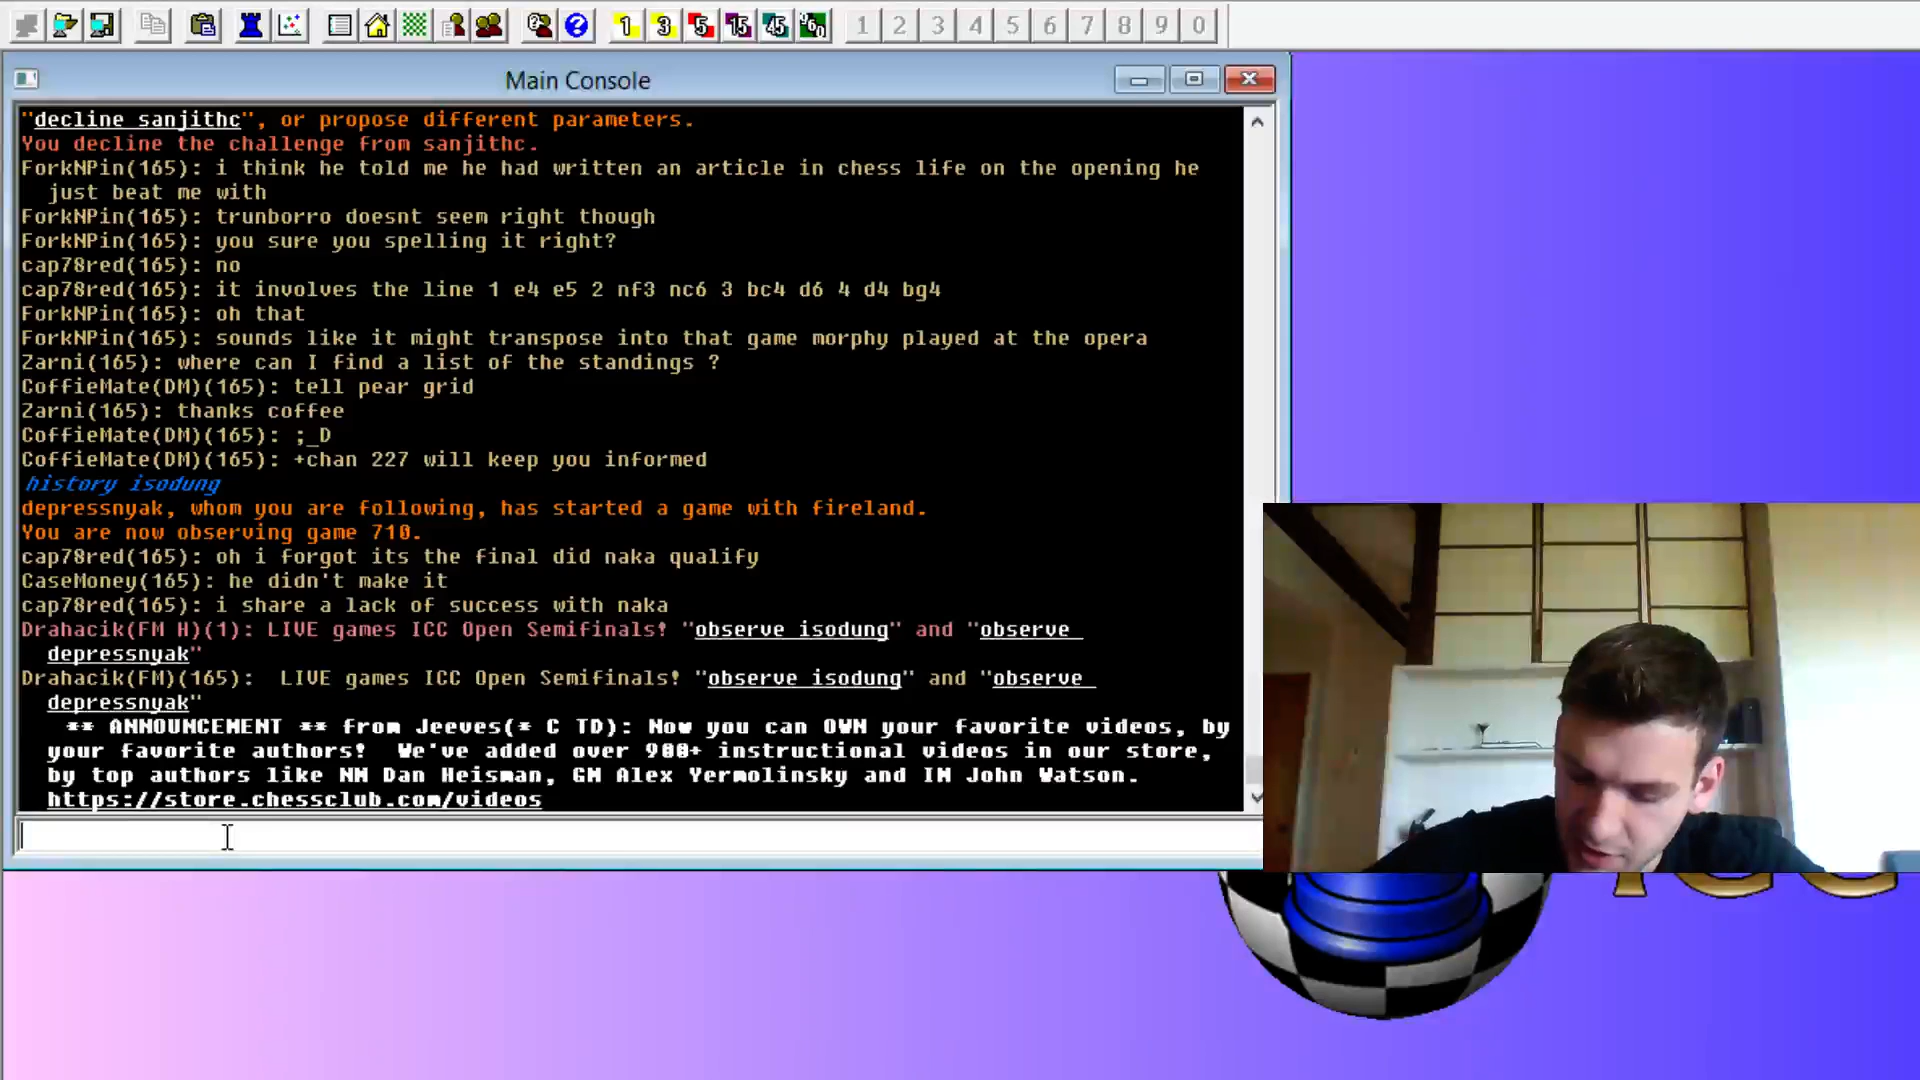 1 3 5 15 45 960 1 2 3 4 5 6 7 8 9 0
Main Console
"decline sanjithc", or propose different parameters.
You decline the challenge from sanjithc.
ForkNPin(165): i think he told me he had written an article in chess life on the opening he
just beat me with
ForkNPin(165): trunborro doesnt seem right though
ForkNPin(165): you sure you spelling it right?
cap78red(165): no
cap78red(165): it involves the line 1 e4 e5 2 nf3 nc6 3 bc4 d6 4 d4 bg4
ForkNPin(165): oh that
ForkNPin(165): sounds like it might transpose into that game morphy played at the opera
Zarni(165): where can I find a list of the standings ?
CoffieMate(DM)(165): tell pear grid
Zarni(165): thanks coffee
CoffieMate(DM)(165): ;_D
CoffieMate(DM)(165): +chan 227 will keep you informed
history isodung
depressnyak, whom you are following, has started a game with fireland.
You are now observing game 710.
cap78red(165): oh i forgot its the final did naka qualify
CaseMoney(165): he didn't make it
cap78red(165): i share a lack of success with naka
Drahacik(FM H)(1): LIVE games ICC Open Semifinals! "observe isodung" and "observe
depressnyak"
Drahacik(FM)(165):  LIVE games ICC Open Semifinals! "observe isodung" and "observe
depressnyak"
** ANNOUNCEMENT ** from Jeeves(* C TD): Now you can OWN your favorite videos, by
your favorite authors!  We've added over 900+ instructional videos in our store,
by top authors like NM Dan Heisman, GM Alex Yermolinsky and IM John Watson.
https://store.chessclub.com/videos